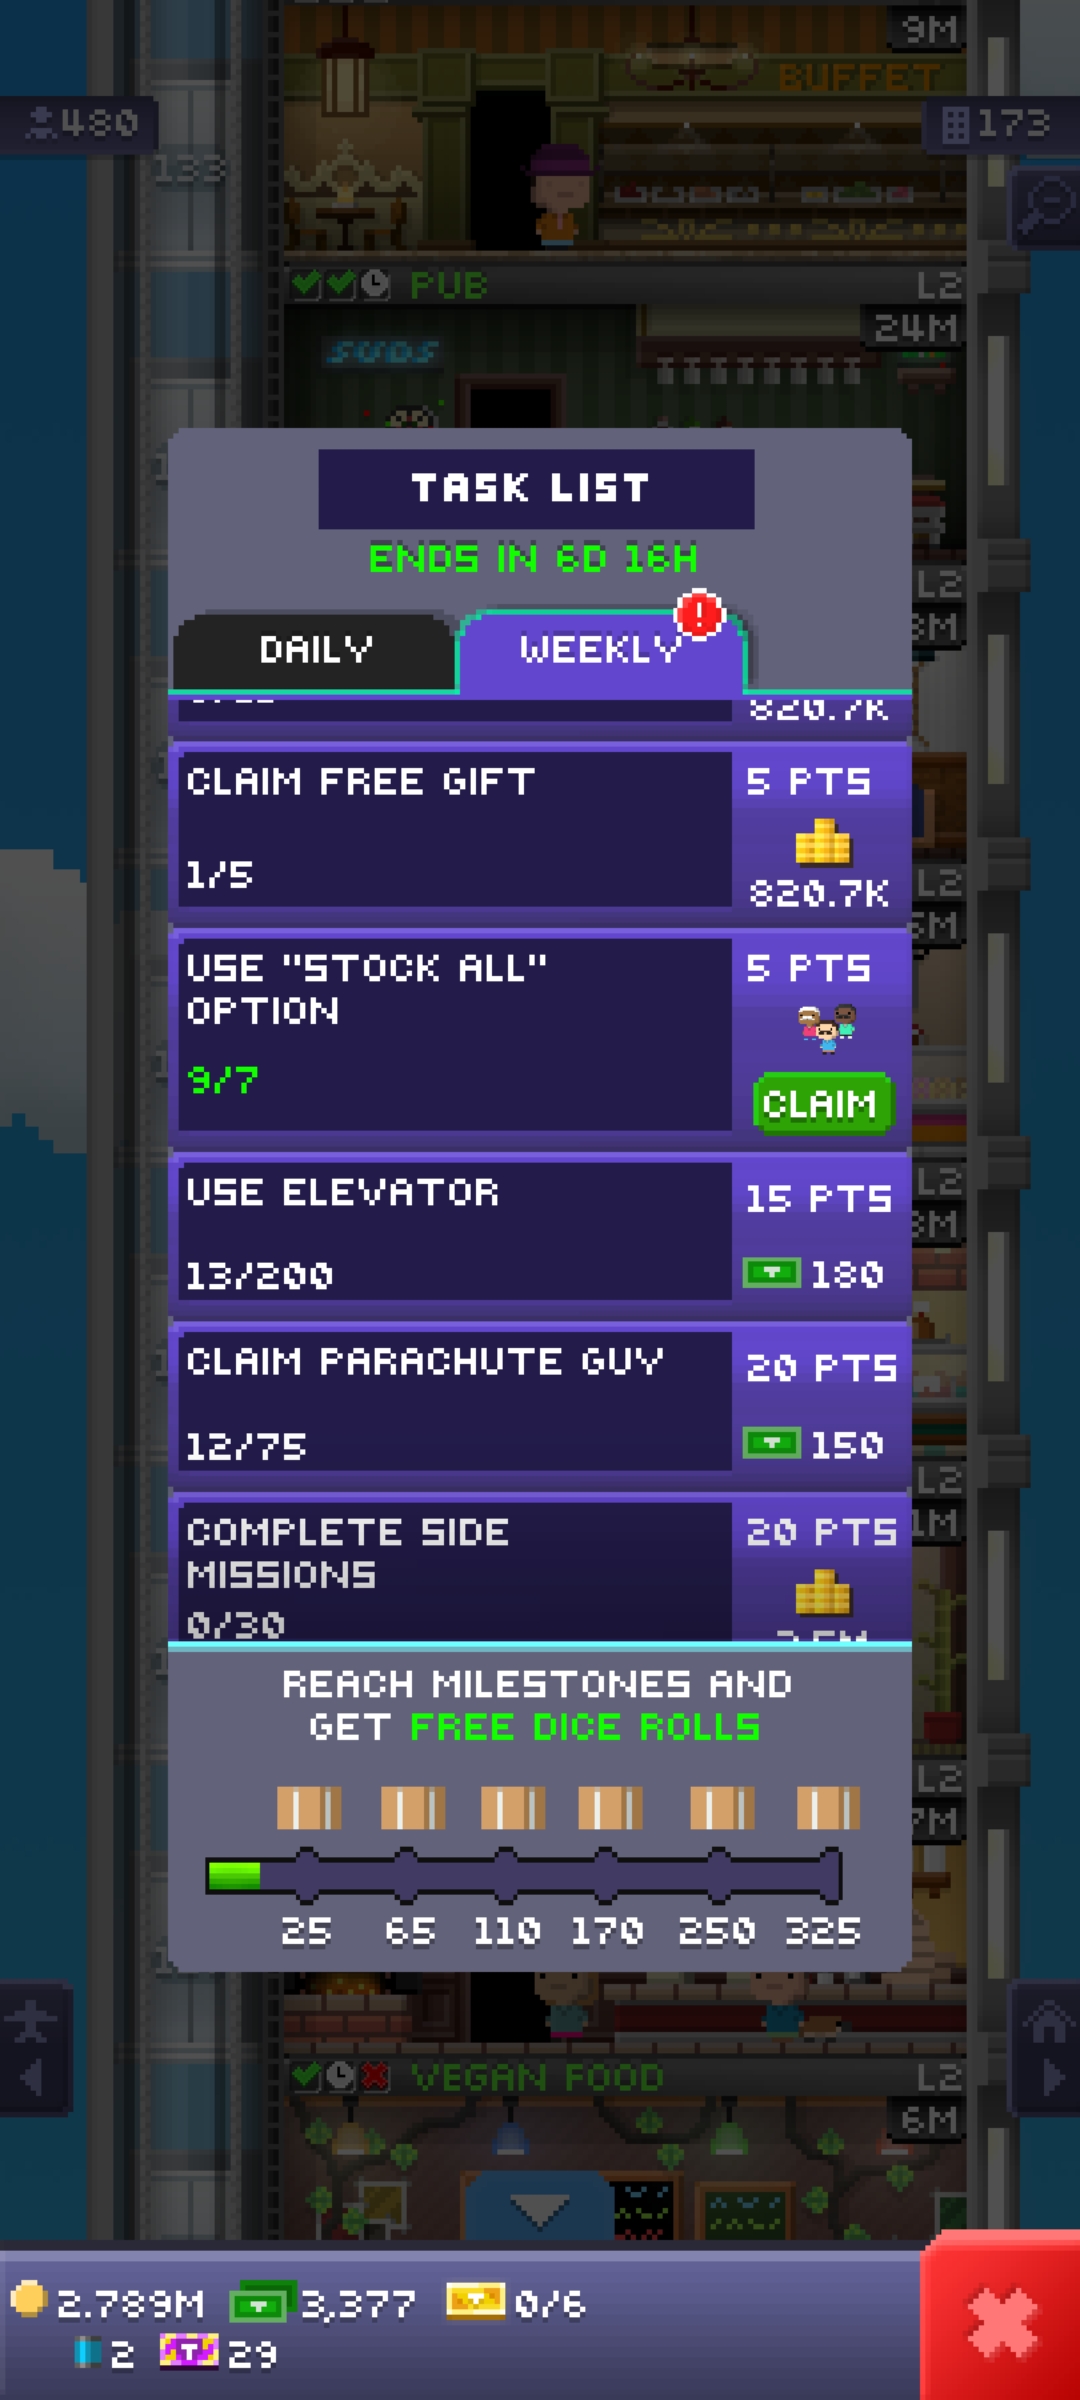 9M
BUFFET
480
173
133
PUB
L2
24M
SUDS
TASK LIST
ENDS IN 6D 16H
DAILY
WEEKLY
!
820.7K
CLAIM FREE GIFT
5 PTS
1/5
820.7K
USE "STOCK ALL"
OPTION
5 PTS
9/7
CLAIM
USE ELEVATOR
15 PTS
13/200
180
CLAIM PARACHUTE GUY
20 PTS
12/75
150
COMPLETE SIDE
MISSIONS
20 PTS
0/30
REACH MILESTONES AND
GET FREE DICE ROLLS
25 65 110 170 250 325
VEGAN FOOD
L2
6M
2.789M 3,377 0/6
2 29